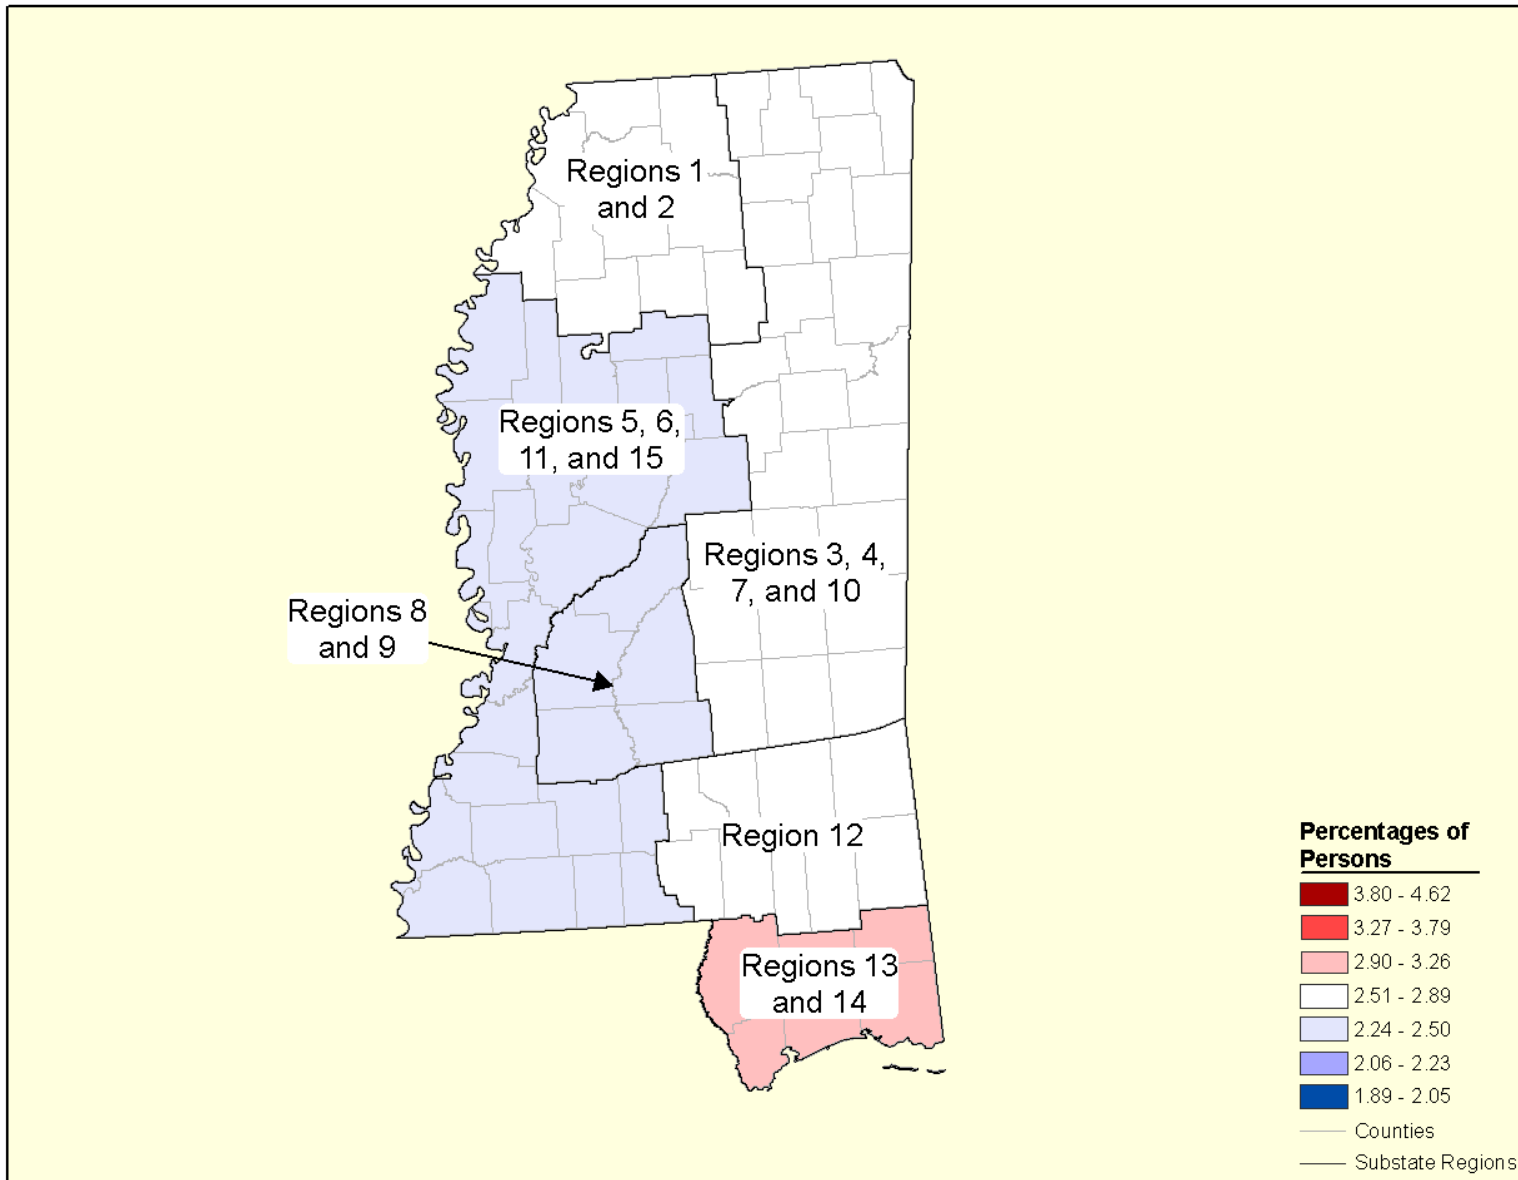 Regions 1
and 2
Regions 5, 6,
11, and 15
Regions 3, 4,
7, and 10
Regions 8
and 9
Region 12
Regions 13
and 14
Percentages of
Persons
3.80 - 4.62
3.27 - 3.79
2.90 - 3.26
2.51 - 2.89
2.24 - 2.50
2.06 - 2.23
1.89 - 2.05
Counties
Substate Regions